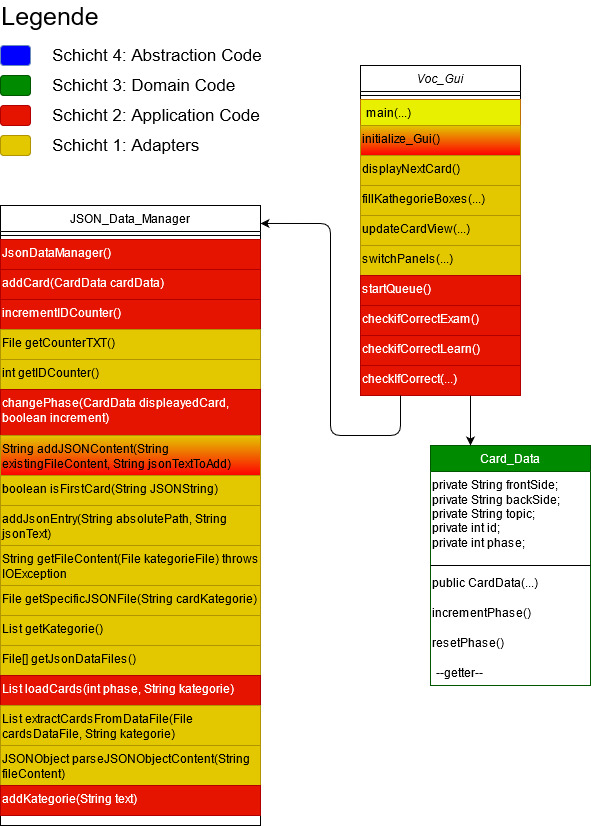 Legende
Schicht 4: Abstraction Code
Schicht 3: Domain Code
Schicht 2: Application Code
Schicht 1: Adapters
Voc_Gui
main(...)
initialize_Gui()
displayNextCard()
fillKathegorieBoxes(...)
updateCardView(...)
switchPanels(...)
startQueue()
checkifCorrectExam()
checkifCorrectLearn()
checkIfCorrect(...)
JSON_Data_Manager
JsonDataManager()
addCard(CardData cardData)
incrementIDCounter()
File getCounterTXT()
int getIDCounter()
changePhase(CardData displeayedCard,
boolean increment)
String addJSONContent(String
existingFileContent, String jsonTextToAdd)
boolean isFirstCard(String JSONString)
addJsonEntry(String absolutePath, String
jsonText)
String getFileContent(File kategorieFile) throws
IOException
File getSpecificJSONFile(String cardKategorie)
List getKategorie()
File[] getJsonDataFiles()
List loadCards(int phase, String kategorie)
List extractCardsFromDataFile(File
cardsDataFile, String kategorie)
JSONObject parseJSONObjectContent(String
fileContent)
addKategorie(String text)
Card_Data
private String frontSide;
private String backSide;
private String topic;
private int id;
private int phase;
public CardData(...)
incrementPhase()
resetPhase()
--getter--